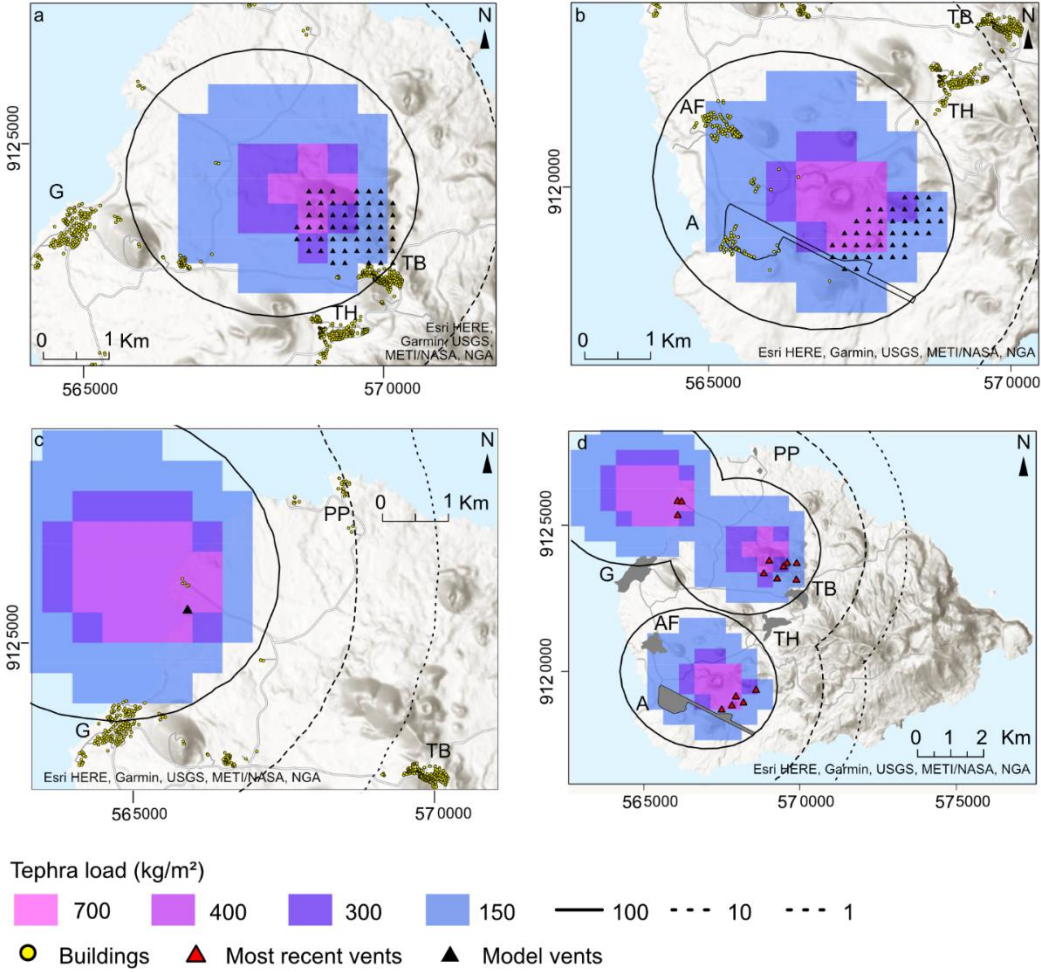 a
N
G
TB
TH
9125000
0 1 Km
Esri HERE,
Garmin, USGS,
METI/NASA, NGA
565000 570000
b
N
TB
TH
AF
A
9120000
0 1 Km
Esri HERE, Garmin, USGS, METI/NASA, NGA
565000 570000
c
N
0 1 Km
PP
G
TB
9125000
Esri HERE, Garmin, USGS, METI/NASA, NGA
565000 570000
d
N
PP
G
TB
AF
TH
A
9125000
9120000
0 1 2 Km
Esri HERE, Garmin, USGS, METI/NASA, NGA
565000 570000 575000
Tephra load (kg/m²)
700 400 300 150 100 10 1
Buildings Most recent vents Model vents